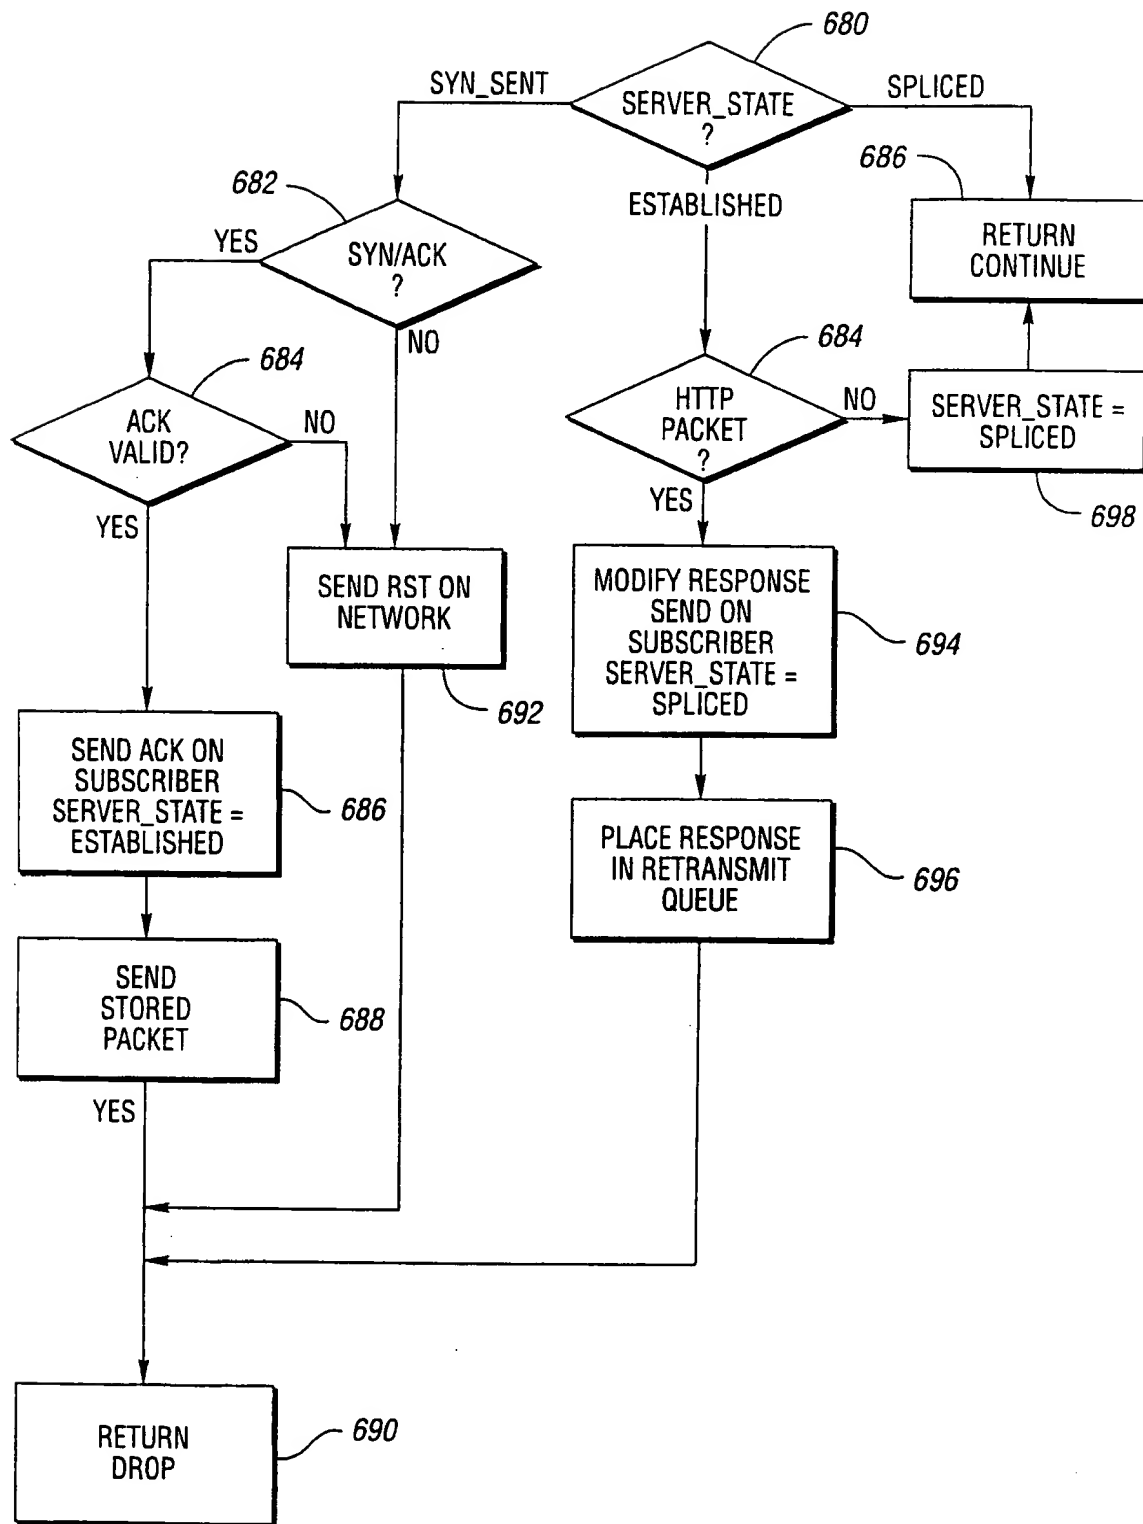 680
SYN_SENT
SERVER_STATE
?
SPLICED
686
682
ESTABLISHED
RETURN
CONTINUE
YES
SYN/ACK
?
NO
684
684
ACK
VALID?
NO
HTTP
PACKET
?
NO
SERVER_STATE =
SPLICED
YES
YES
698
SEND RST ON
NETWORK
MODIFY RESPONSE
SEND ON
SUBSCRIBER
SERVER_STATE =
SPLICED
694
692
SEND ACK ON
SUBSCRIBER
SERVER_STATE =
ESTABLISHED
686
PLACE RESPONSE
IN RETRANSMIT
QUEUE
696
SEND
STORED
PACKET
688
YES
RETURN
DROP
690